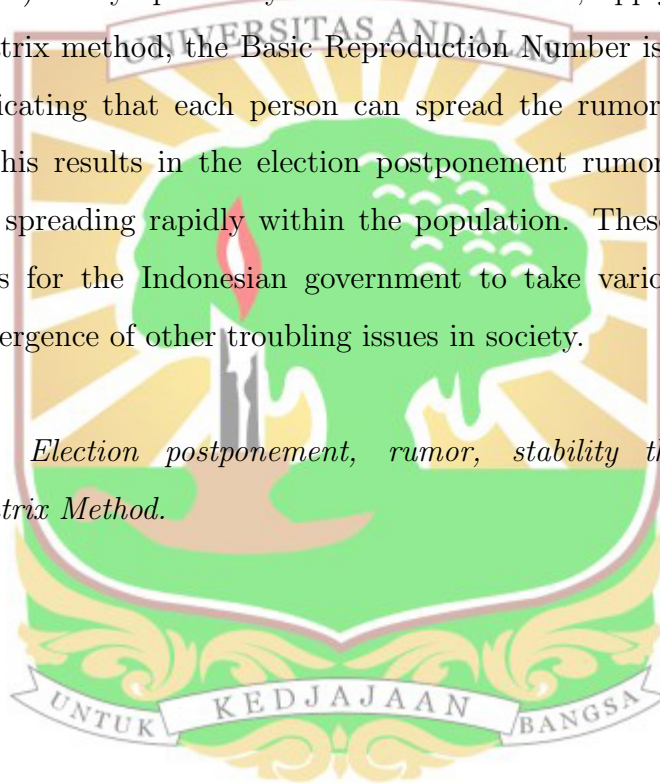 UNIVERSITAS ANDALAS
trix method, the Basic Reproduction Number is
icating that each person can spread the rumor
his results in the election postponement rumor
spreading rapidly within the population. These
s for the Indonesian government to take vario
ergence of other troubling issues in society.
Election postponement, rumor, stability th
trix Method.
UNTUK KEDJAJAAN BANGSA